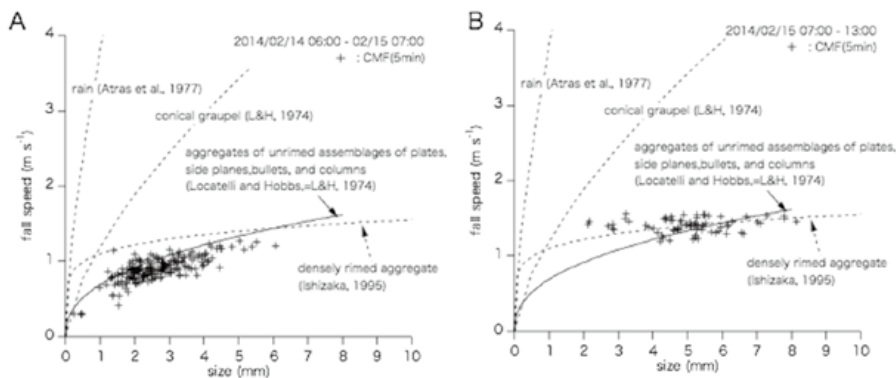 A
2014/02/14 06:00 - 02/15 07:00
+ : CMF(5min)
rain (Atras et al., 1977)
conical graupel (L&H, 1974)
aggregates of unrimed assemblages of plates,
side planes,bullets, and columns
(Locatelli and Hobbs,=L&H, 1974)
densely rimed aggregate
(Ishizaka, 1995)
fall speed (m s⁻¹)
4
3
2
1
0
0 1 2 3 4 5 6 7 8 9 10
size (mm)
B
2014/02/15 07:00 - 13:00
+ : CMF(5min)
rain (Atras et al., 1977)
conical graupel (L&H, 1974)
aggregates of unrimed assemblages of plates,
side planes,bullets, and columns
(Locatelli and Hobbs,=L&H, 1974)
densely rimed aggregate
(Ishizaka, 1995)
fall speed (m s⁻¹)
4
3
2
1
0
0 1 2 3 4 5 6 7 8 9 10
size (mm)